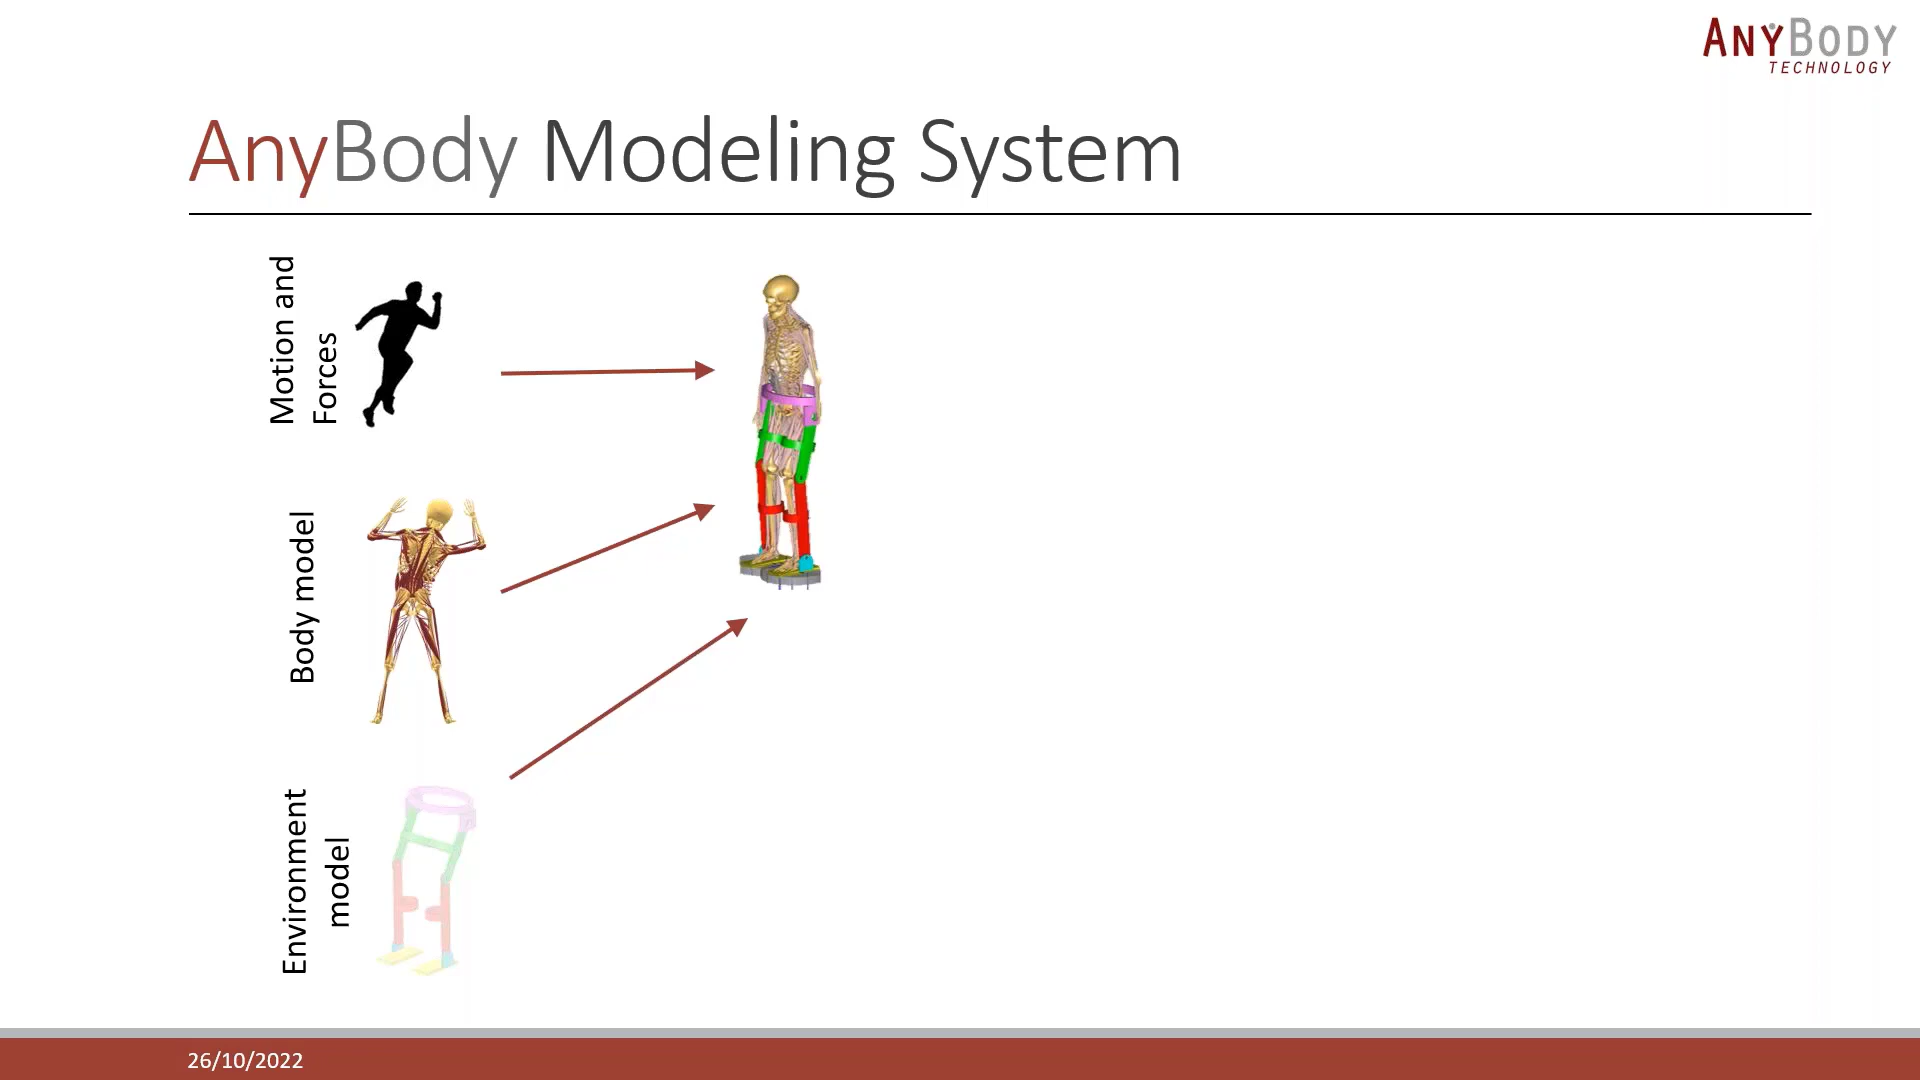 ANYBODY
TECHNOLOGY
AnyBody Modeling System
Motion and
Forces
Body model
Environment
model
26/10/2022